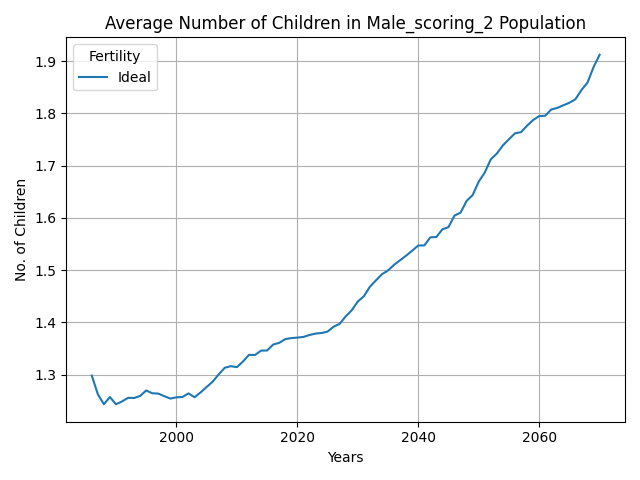 Average Number of Children in Male_scoring_2 Population
Fertility
Ideal
No. of Children
1.9
1.8
1.7
1.6
1.5
1.4
1.3
2000 2020 2040 2060
Years